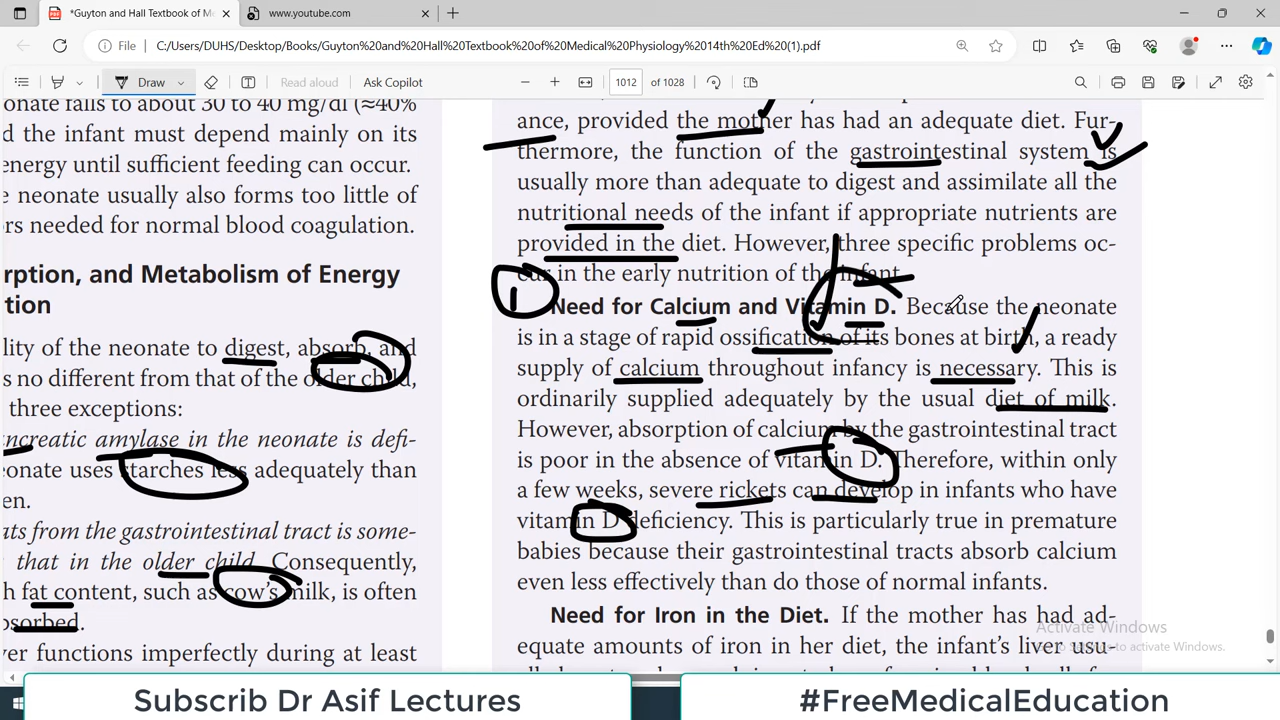 *Guyton and Hall Textbook of Me
www.youtube.com
File
C:/Users/DUHS/Desktop/Books/Guyton%20and%20Hall%20Textbook%20of%20Medical%20Physiology%2014th%20Ed%20(1).pdf
Draw
Read aloud
Ask Copilot
1012 of 1028
eonate falls to about 30 to 40 mg/dl (≈40%
d the infant must depend mainly on its
energy until sufficient feeding can occur.
e neonate usually also forms too little of
ors needed for normal blood coagulation.
rption, and Metabolism of Energy
tion
lity of the neonate to digest, absorb, and
s no different from that of the older child,
three exceptions:
ancreatic amylase in the neonate is defi-
eonate uses starches less adequately than
en.
ats from the gastrointestinal tract is some-
that in the older child. Consequently,
h fat content, such as cow's milk, is often
bsorbed.
ver functions imperfectly during at least
ance, provided the mother has had an adequate diet. Fur-
thermore, the function of the gastrointestinal system is
usually more than adequate to digest and assimilate all the
nutritional needs of the infant if appropriate nutrients are
provided in the diet. However, three specific problems oc-
cur in the early nutrition of the infant.
1
Need for Calcium and Vitamin D. Because the neonate
is in a stage of rapid ossification of its bones at birth, a ready
supply of calcium throughout infancy is necessary. This is
ordinarily supplied adequately by the usual diet of milk.
However, absorption of calcium by the gastrointestinal tract
is poor in the absence of vitamin D. Therefore, within only
a few weeks, severe rickets can develop in infants who have
vitamin D deficiency. This is particularly true in premature
babies because their gastrointestinal tracts absorb calcium
even less effectively than do those of normal infants.
Need for Iron in the Diet. If the mother has had ad-
equate amounts of iron in her diet, the infant's liver usu-
Activate Windows
Go to Settings to activate Windows.
Subscrib Dr Asif Lectures
#FreeMedicalEducation